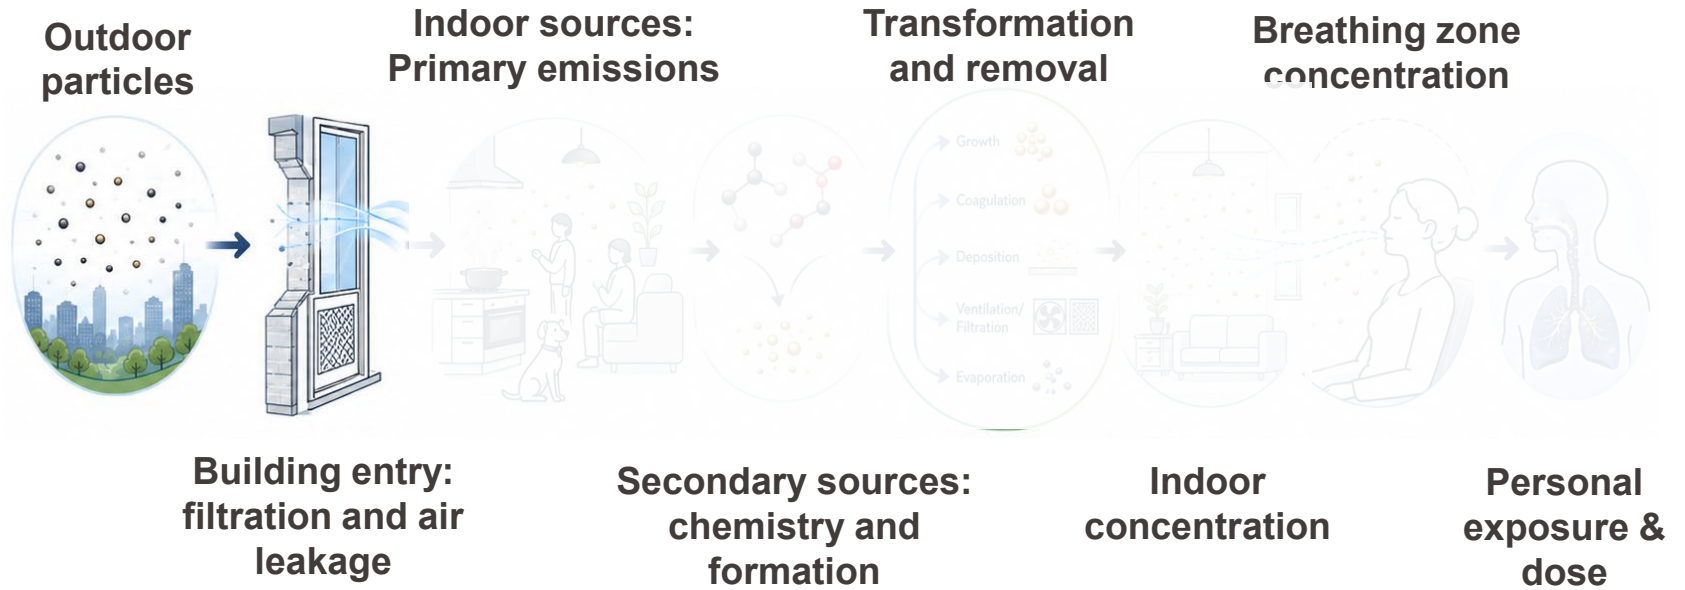 Outdoor
particles
Building entry:
filtration and air
leakage
Indoor sources:
Primary emissions
Secondary sources:
chemistry and
formation
Transformation
and removal
Growth
Coagulation
Deposition
Ventilation/
Filtration
Evaporation
Indoor
concentration
Breathing zone
concentration
Personal
exposure &
dose